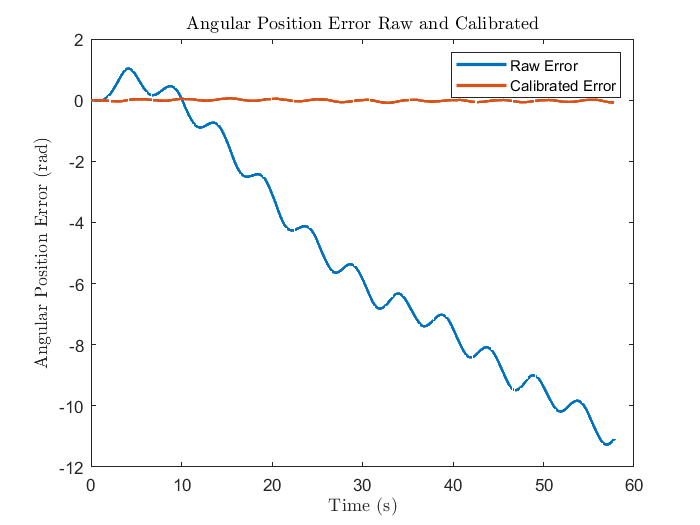 Angular Position Error Raw and Calibrated
Raw Error
Calibrated Error
2
0
-2
-4
-6
-8
-10
-12
Angular Position Error (rad)
0 10 20 30 40 50 60
Time (s)